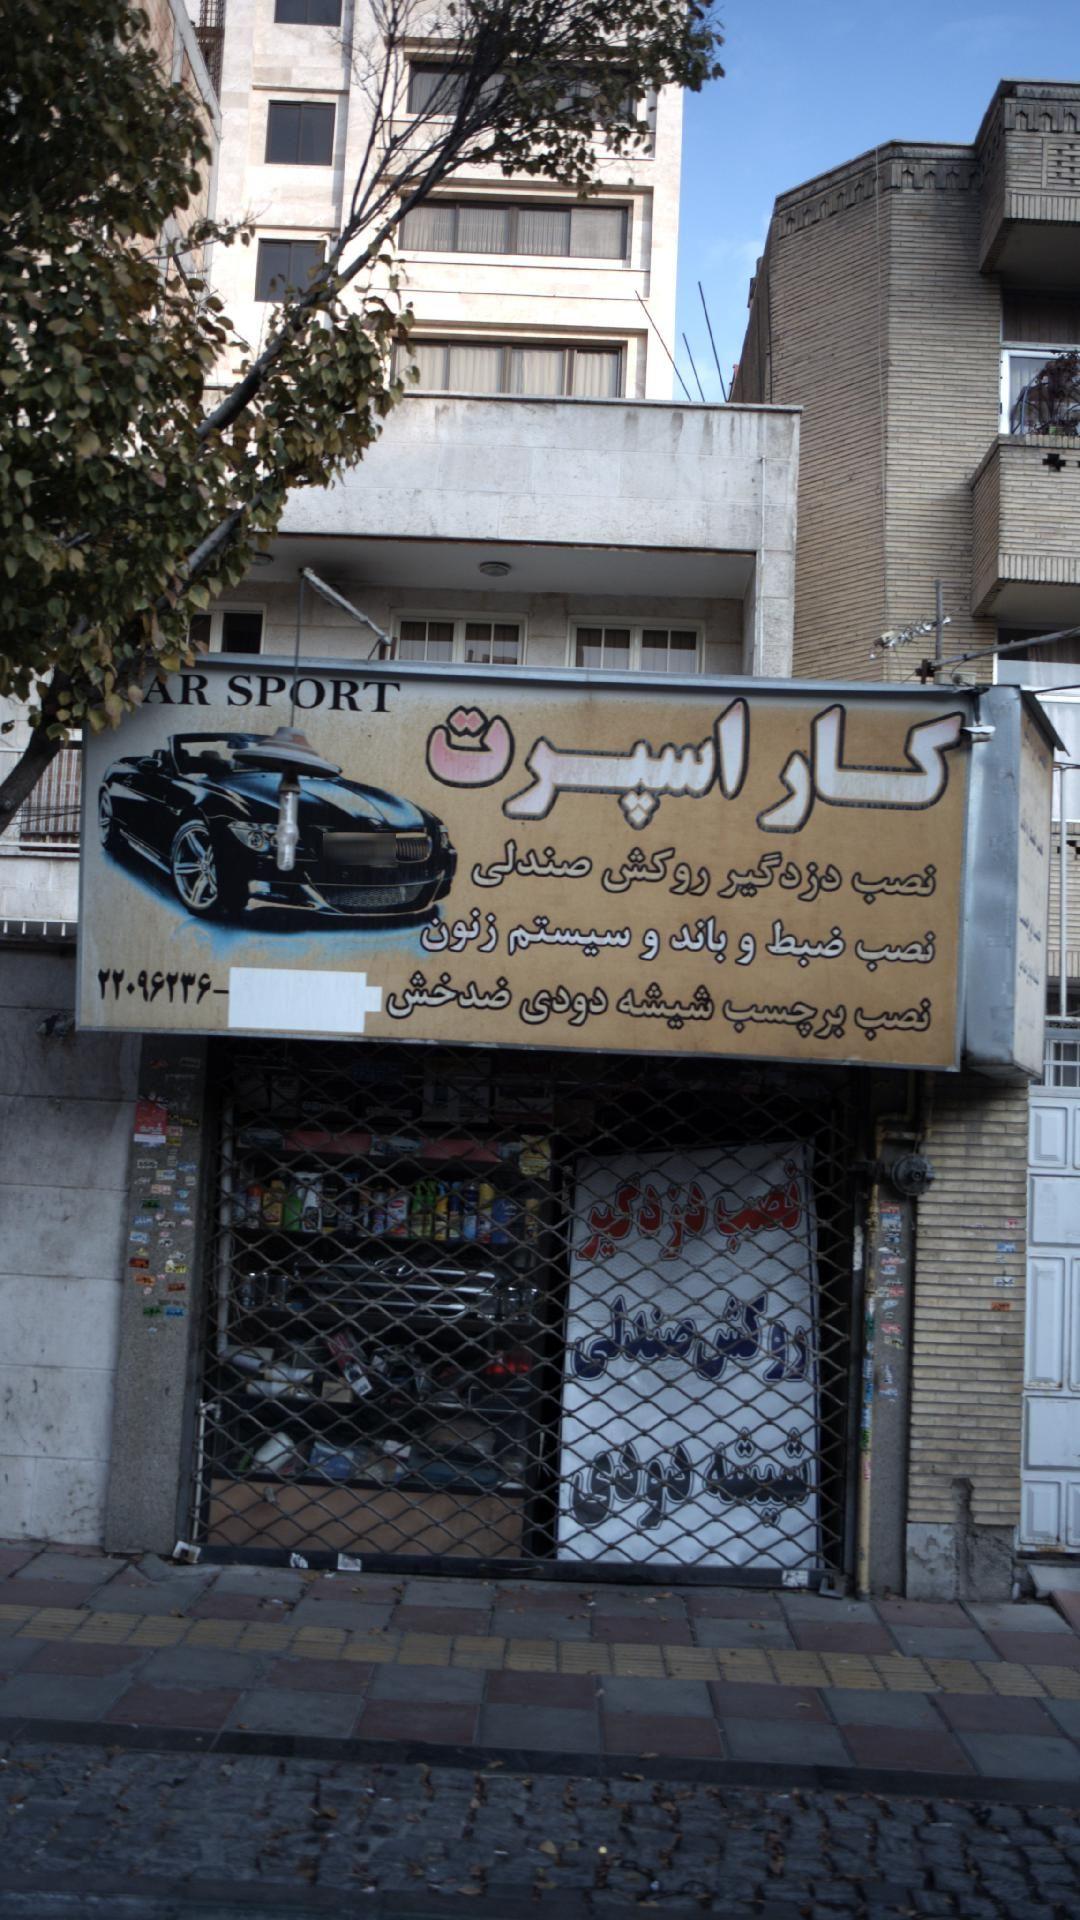 AR SPORT
کار اسپرت
نصب دزدگیر روکش صندلی
نصب ضبط و باند و سیستم زنون
نصب برچسب شیشه دودی ضدخش
۲۲۰۹۶۲۳۶-
نصب دزدگیر
روکش صندلی
شیشه دودی